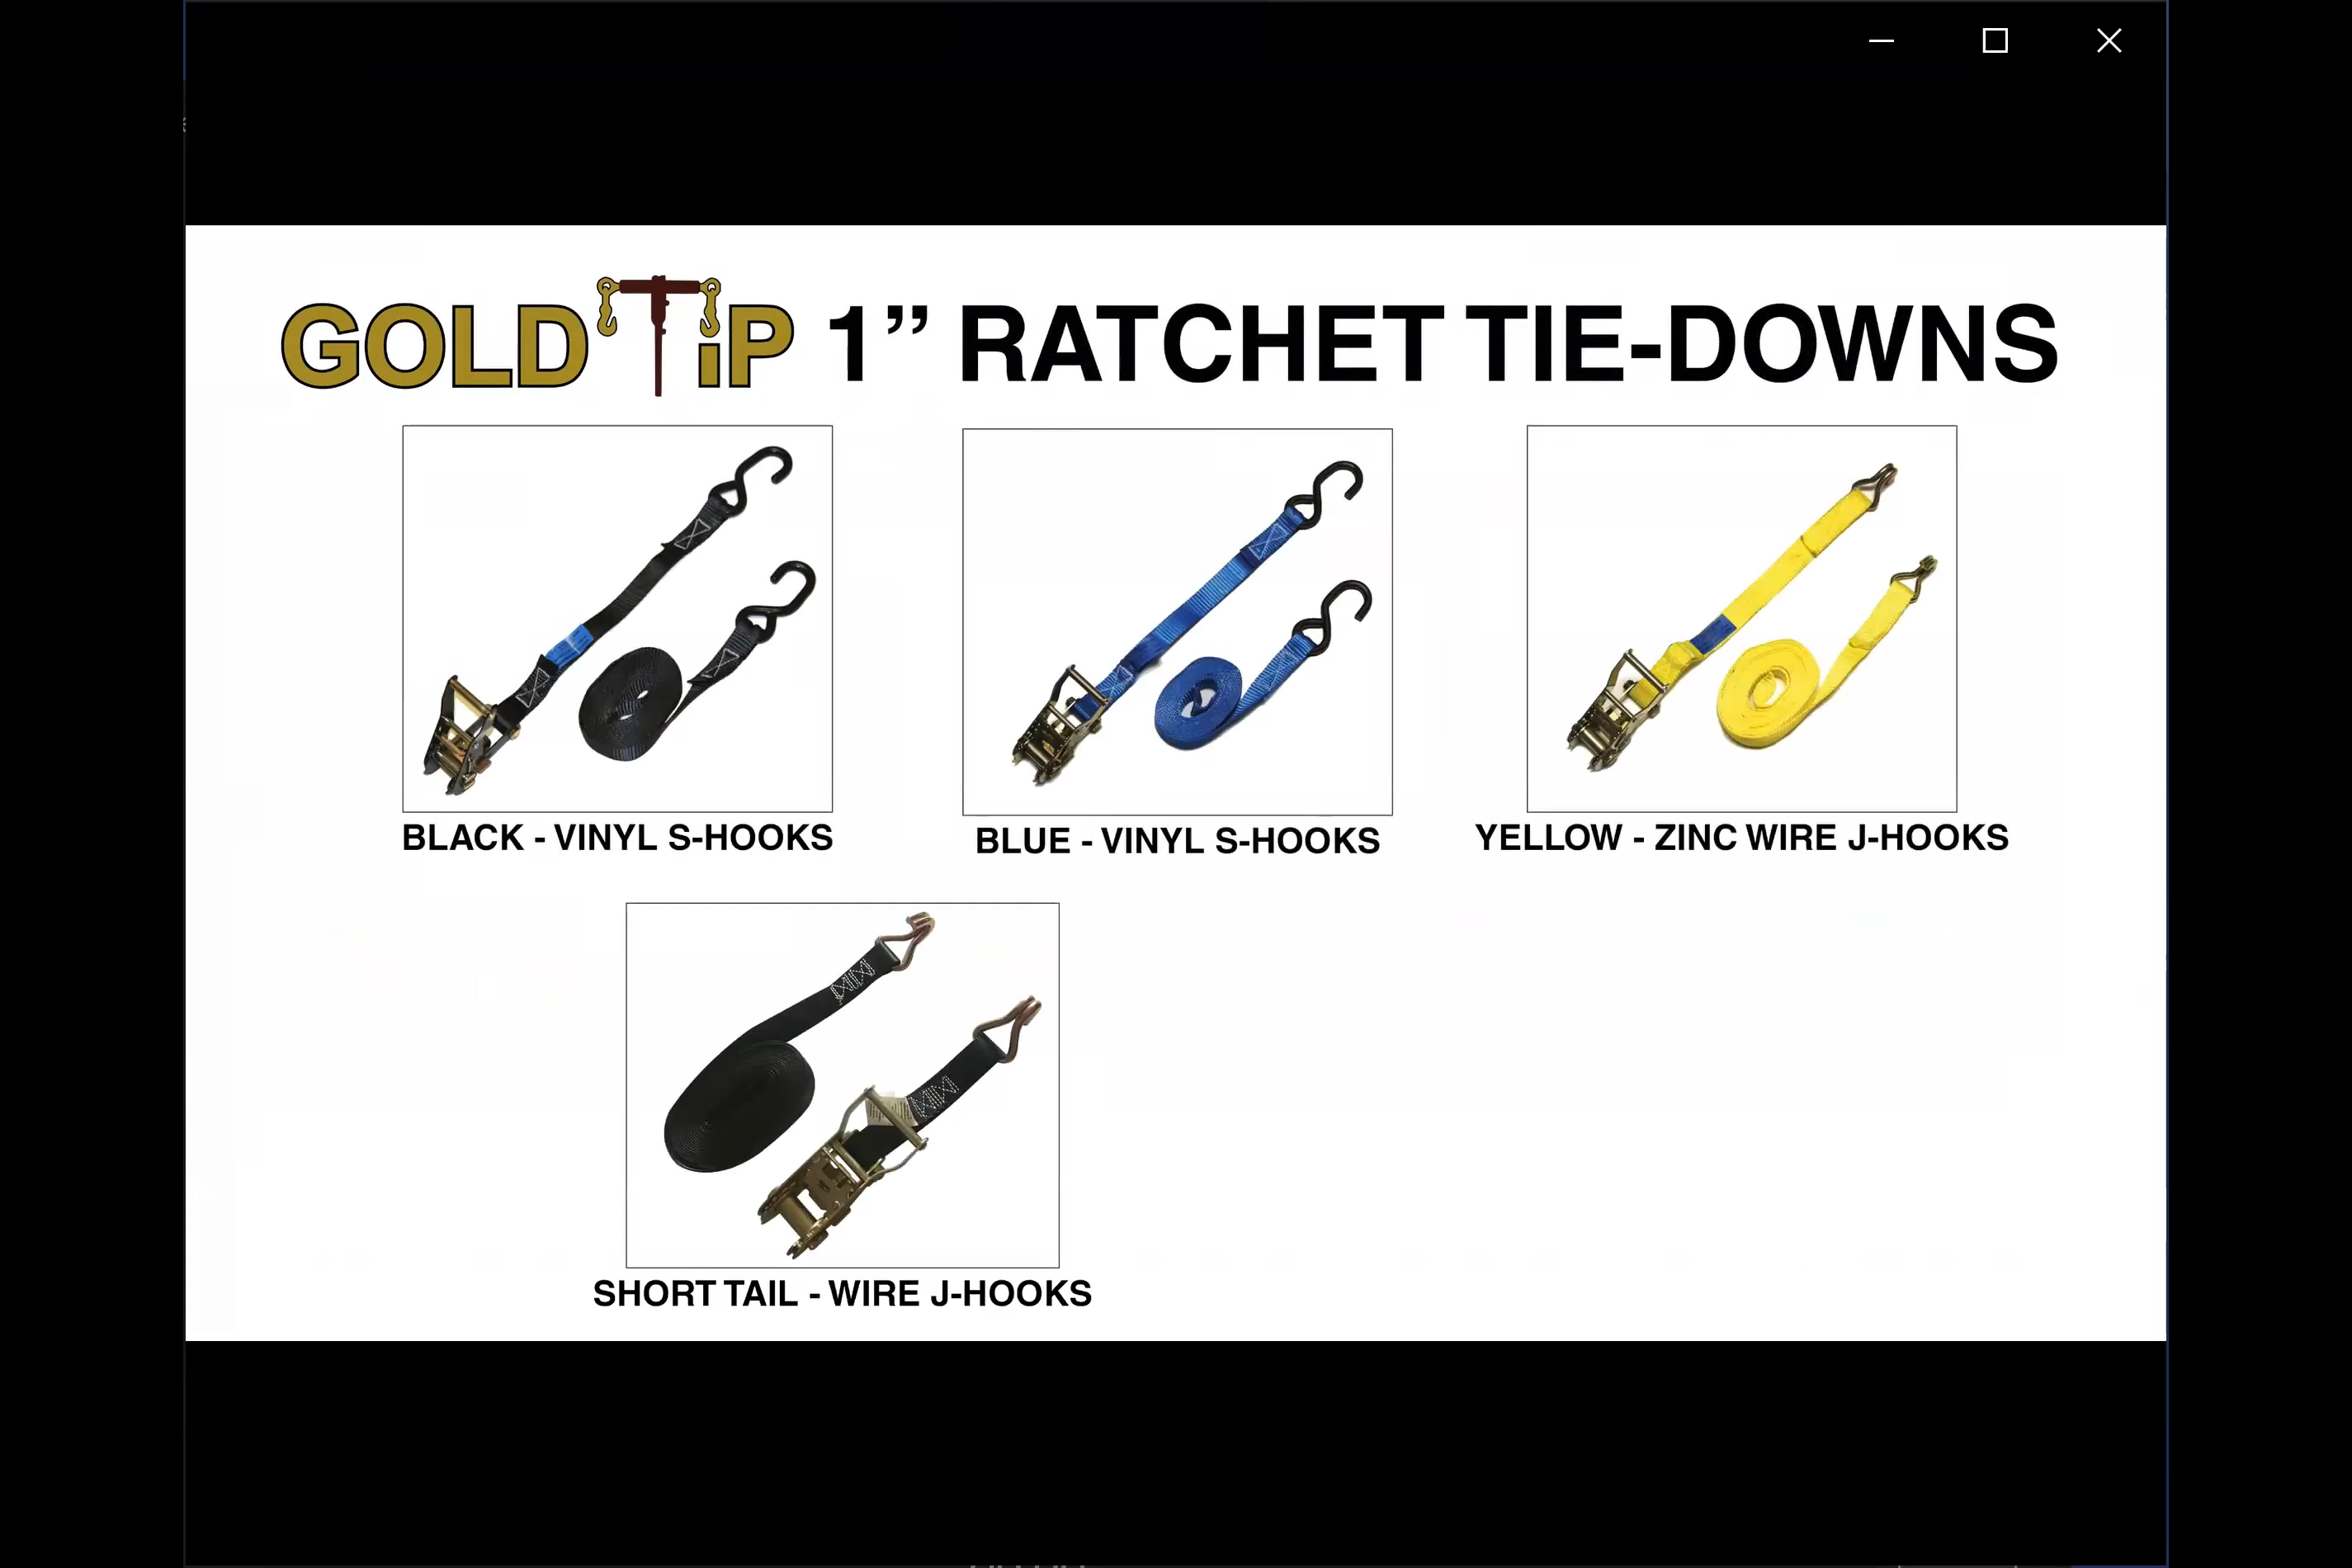 GOLD TiP 1” RATCHET TIE-DOWNS
BLACK - VINYL S-HOOKS
BLUE - VINYL S-HOOKS
YELLOW - ZINC WIRE J-HOOKS
SHORT TAIL - WIRE J-HOOKS